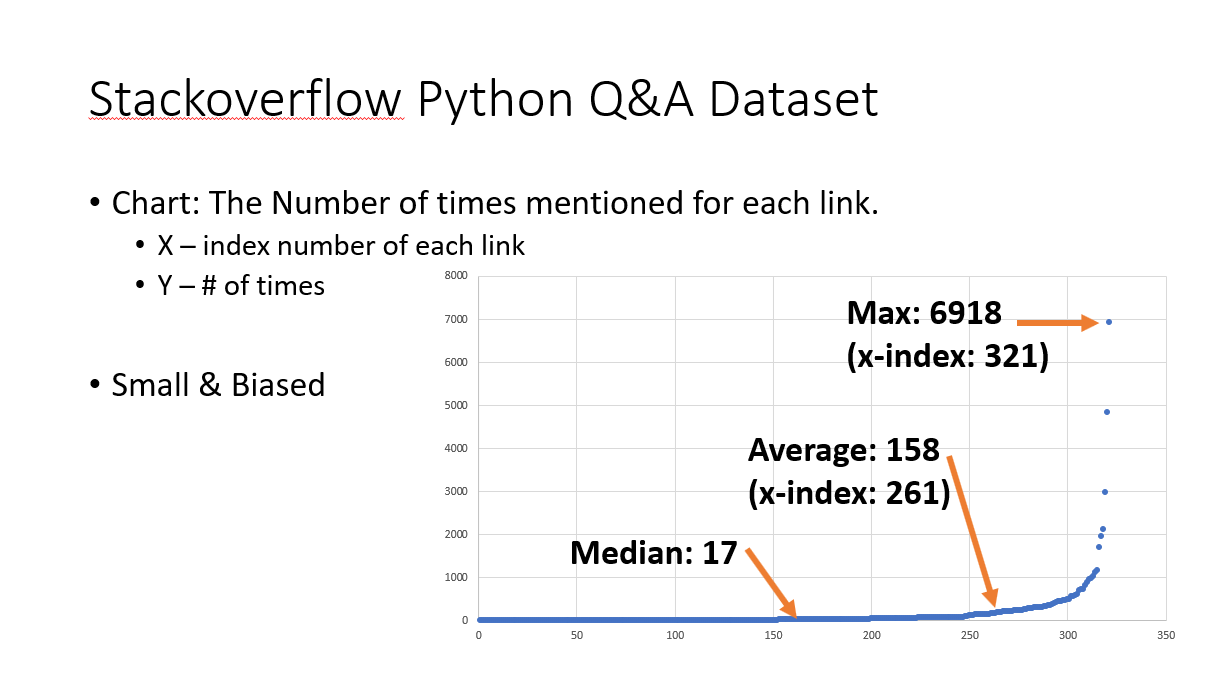 Stackoverflow Python Q&A Dataset
• Chart: The Number of times mentioned for each link.
• X – index number of each link
• Y – # of times
• Small & Biased
8000
7000
6000
5000
4000
3000
2000
1000
0
Max: 6918
(x-index: 321)
Average: 158
(x-index: 261)
Median: 17
0 50 100 150 200 250 300 350